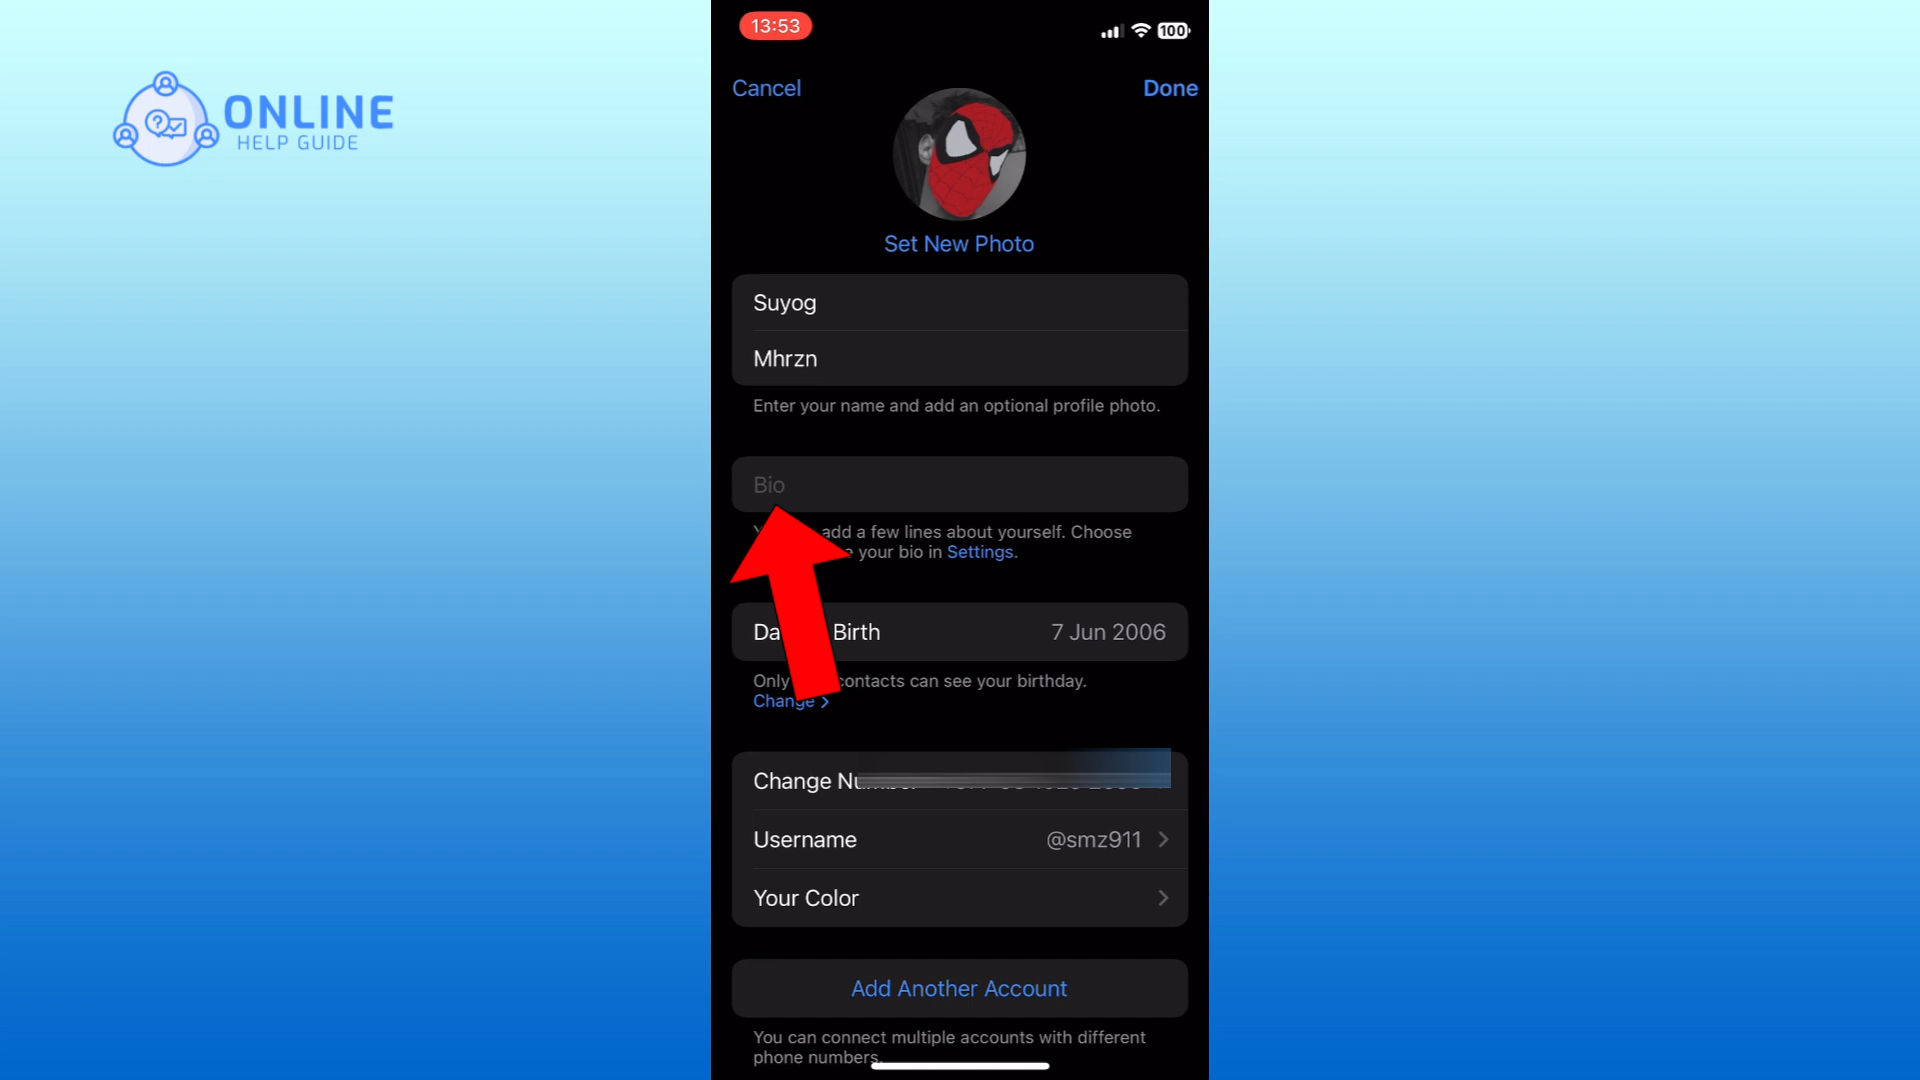 13:53
100
ONLINE
HELP GUIDE
Cancel
Done
Set New Photo
Suyog
Mhrzn
Enter your name and add an optional profile photo.
Bio
add a few lines about yourself. Choose
your bio in Settings.
Birth
7 Jun 2006
Only contacts can see your birthday.
Change >
Change
Username @smz911 >
Your Color >
Add Another Account
You can connect multiple accounts with different
phone numbers.